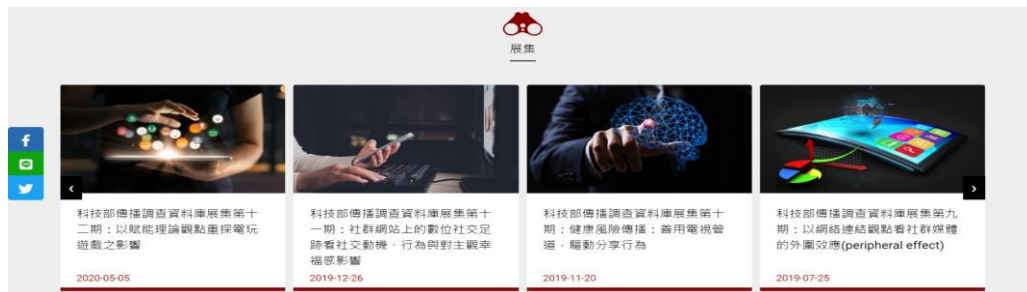 展集
科技部傳播調查資料庫展集第十
二期：以賦能理論觀點重探電玩
遊戲之影響
2020-05-05
科技部傳播調查資料庫展集第十
一期：社群網站上的數位社交足
跡看社交動機、行為與對主觀幸
福感影響
2019-12-26
科技部傳播調查資料庫展集第十
期：健康風險傳播：善用電視管
道，驅動分享行為
2019-11-20
科技部傳播調查資料庫展集第九
期：以網絡連結觀點看社群媒體
的外圍效應(peripheral effect)
2019-07-25